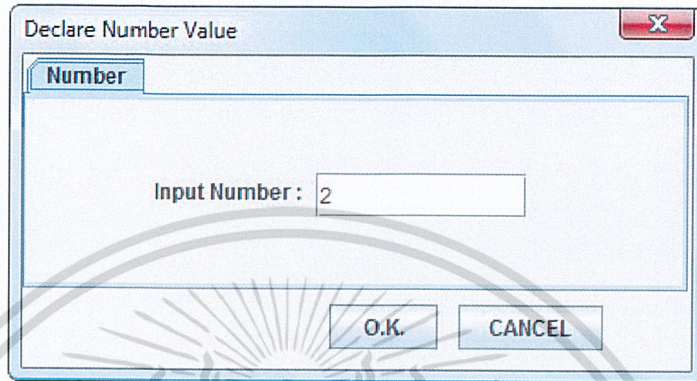 Declare Number Value
Number
Input Number : 2
O.K. CANCEL